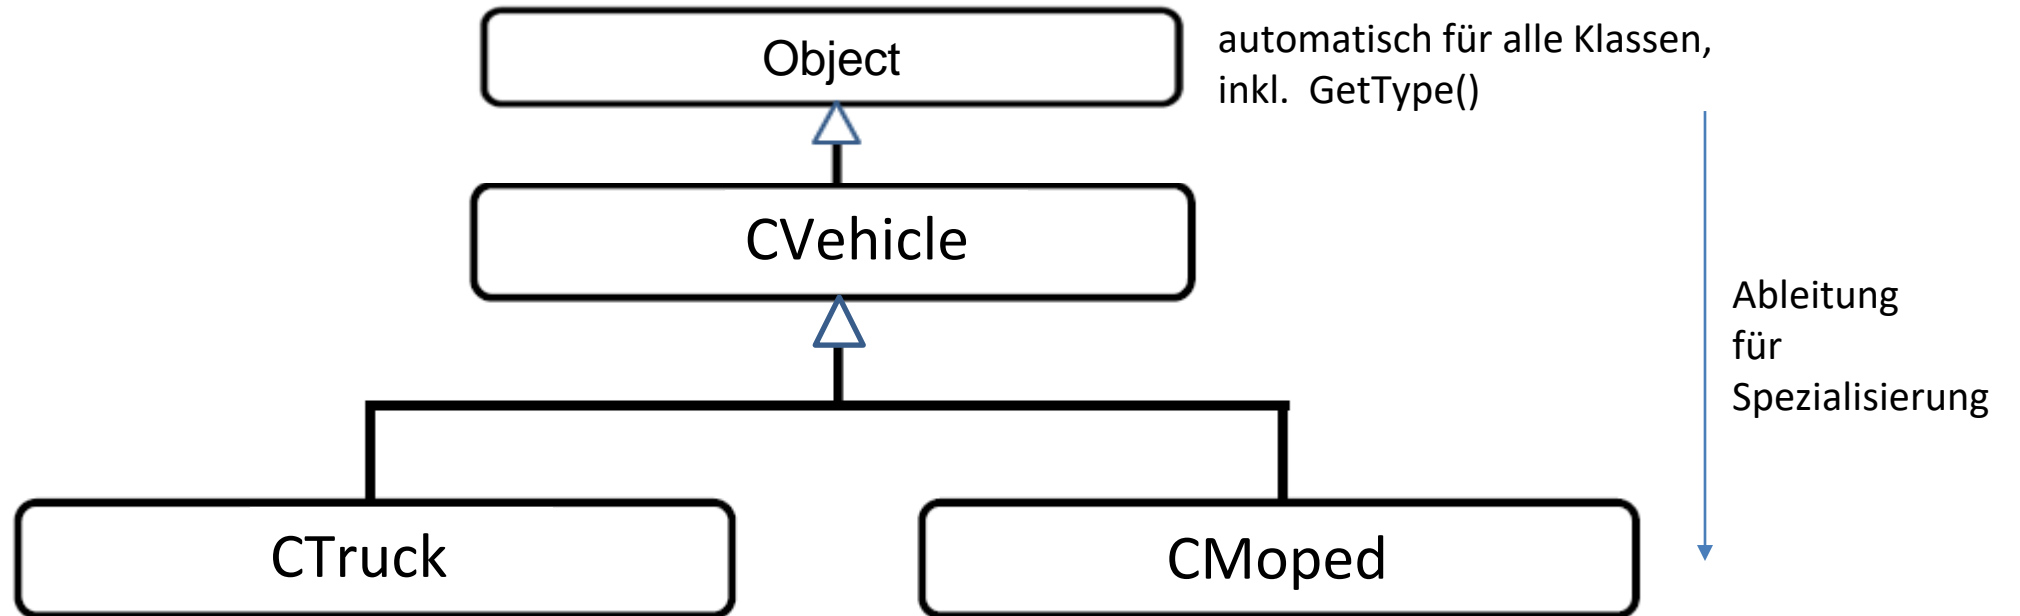 Object
automatisch für alle Klassen,
inkl. GetType()
CVehicle
Ableitung
für
Spezialisierung
CTruck
CMoped